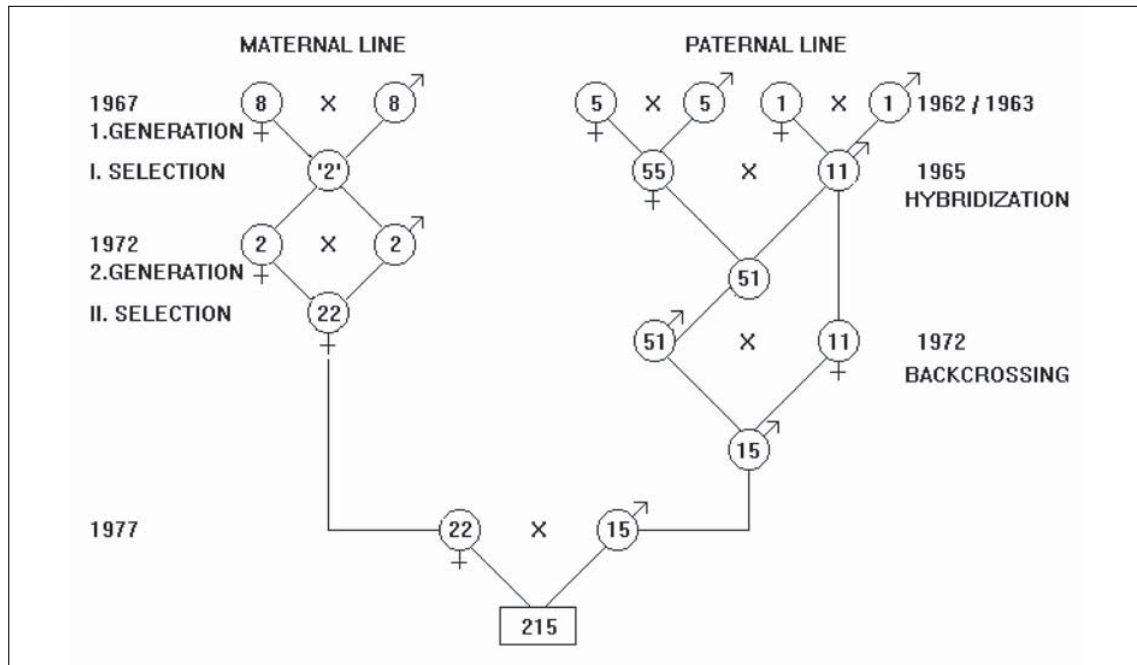 MATERNAL LINE PATERNAL LINE
1967 8 X 8 5 X 5 1 X 1 1962 / 1963
1.GENERATION
I. SELECTION '2' 55 X 11 1965
HYBRIDIZATION
1972 2 X 2
2.GENERATION 51
II. SELECTION 22
51 X 11 1972
BACKCROSSING
15
1977 22 X 15
215